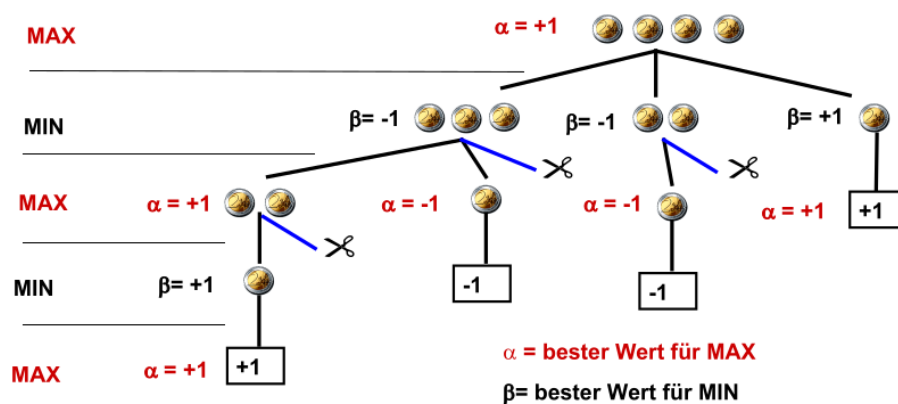 MAX α = +1
MIN β= -1 β= -1 β= +1
MAX α = +1 α = -1 α = -1 α = +1 +1
MIN β= +1 -1 -1
α = bester Wert für MAX
MAX α = +1 +1
β= bester Wert für MIN